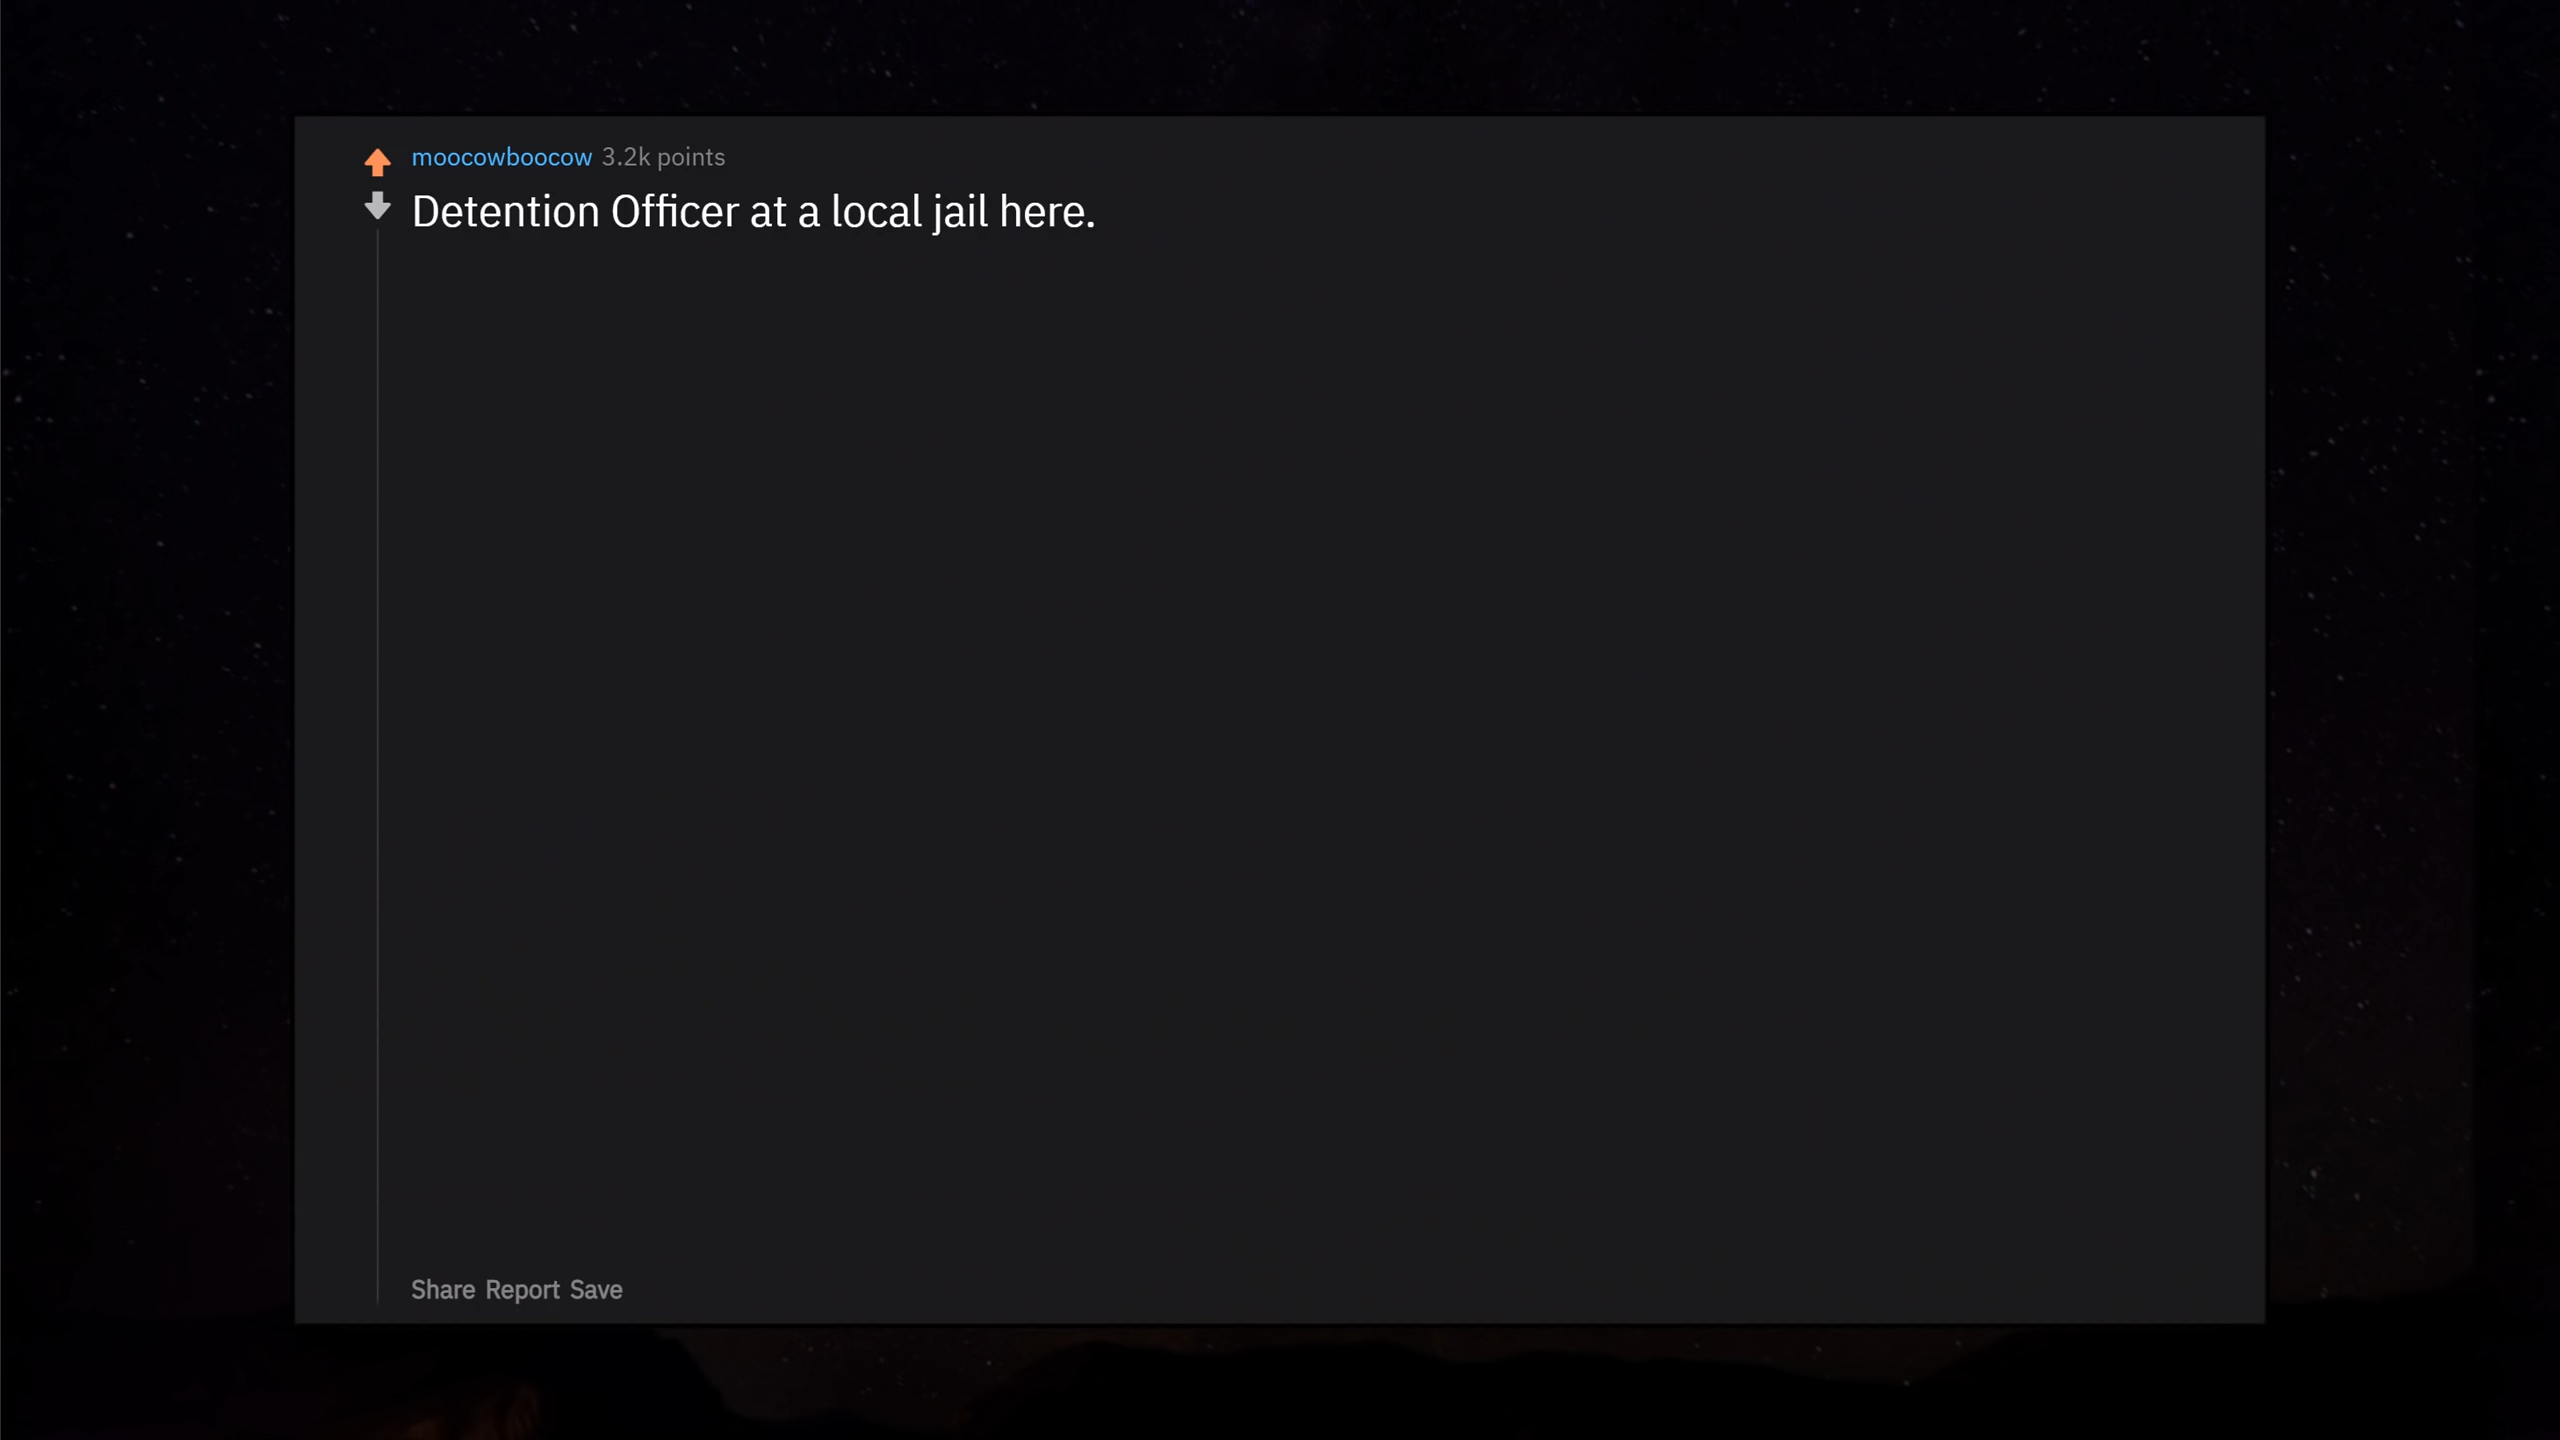 moocowboocow 3.2k points
Detention Officer at a local jail here.
Share Report Save